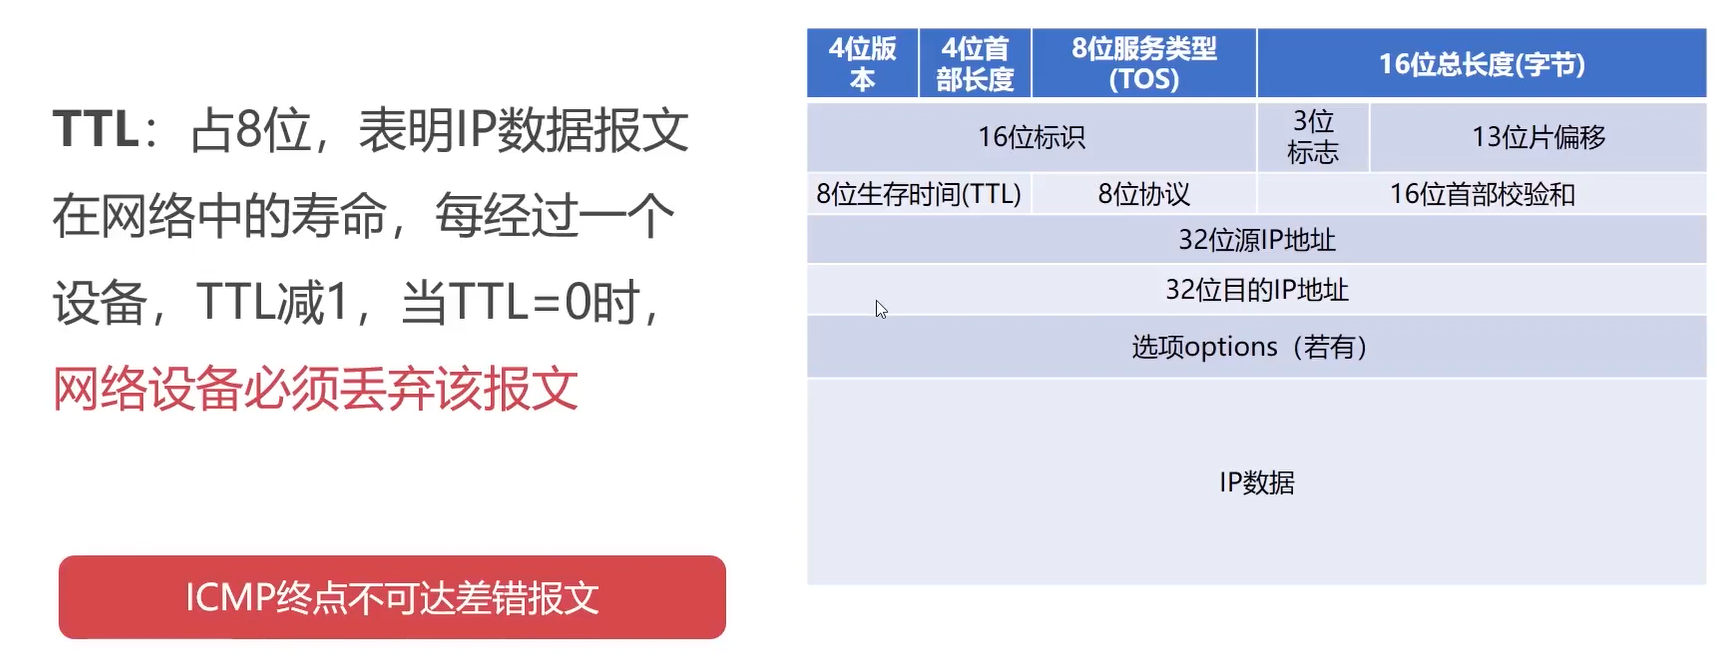 TTL：占8位，表明IP数据报文
在网络中的寿命，每经过一个
设备，TTL减1，当TTL=0时，
网络设备必须丢弃该报文
ICMP终点不可达差错报文
4位版
本
4位首
部长度
8位服务类型
(TOS)
16位总长度(字节)
16位标识
3位
标志
13位片偏移
8位生存时间(TTL)
8位协议
16位首部校验和
32位源IP地址
32位目的IP地址
选项options（若有）
IP数据